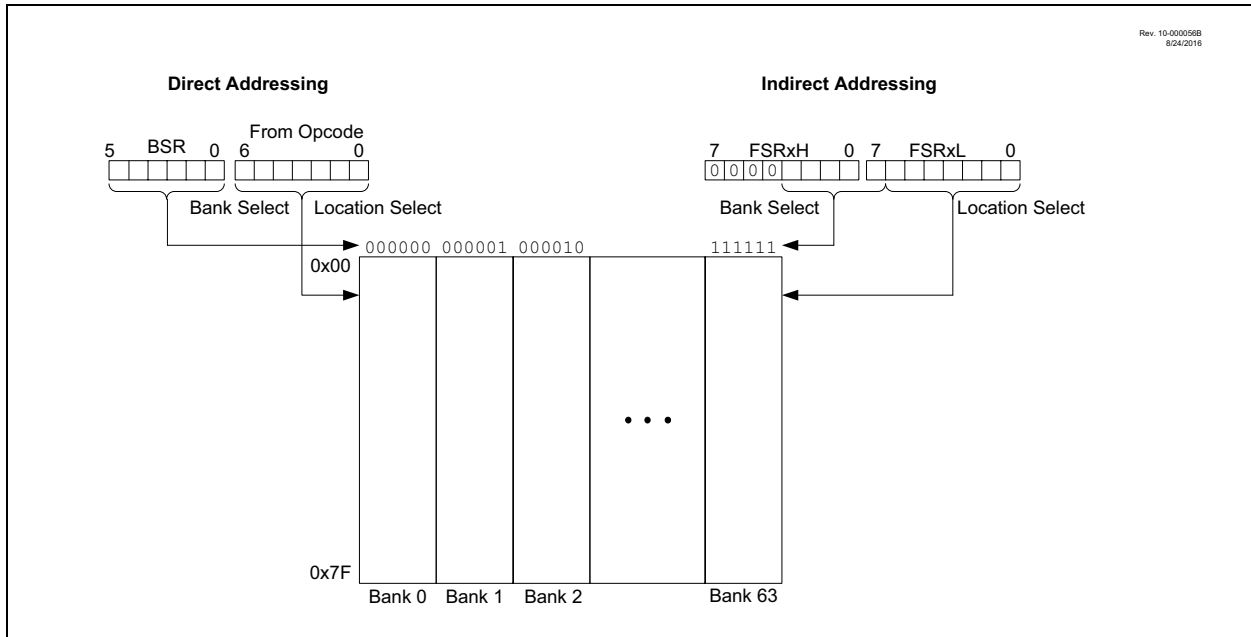 Rev. 10-000056B
8/24/2016
Direct Addressing
Indirect Addressing
From Opcode
5 BSR 0 6 0
7 FSRxH 0 7 FSRxL 0
0 0 0 0
Bank Select Location Select
Bank Select Location Select
000000 000001 000010 111111
0x00
0x7F
Bank 0 Bank 1 Bank 2 Bank 63